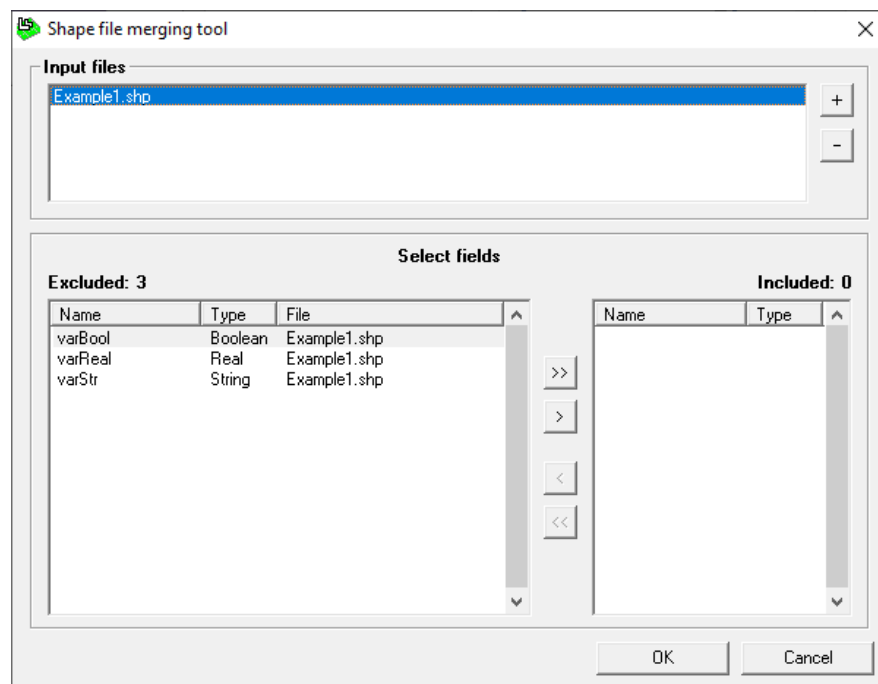 Shape file merging tool
Input files
Example1.shp
+
-
Select fields
Excluded: 3
Included: 0
Name Type File
varBool Boolean Example1.shp
varReal Real Example1.shp
varStr String Example1.shp
>>
>
<
<<
Name Type
OK Cancel